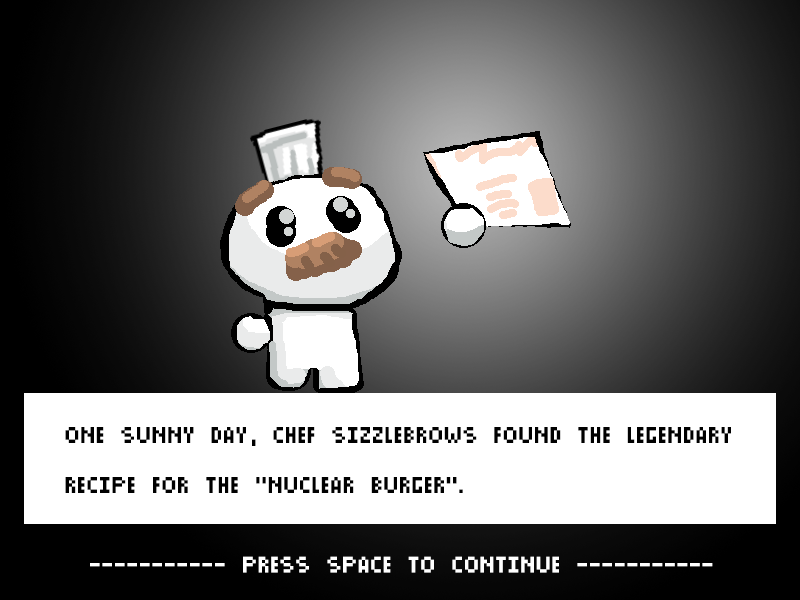 ONE SUNNY DAY, CHEF SIZZLEBROWS FOUND THE LEGENDARY
RECIPE FOR THE "NUCLEAR BURGER".
----------- PRESS SPACE TO CONTINUE -----------